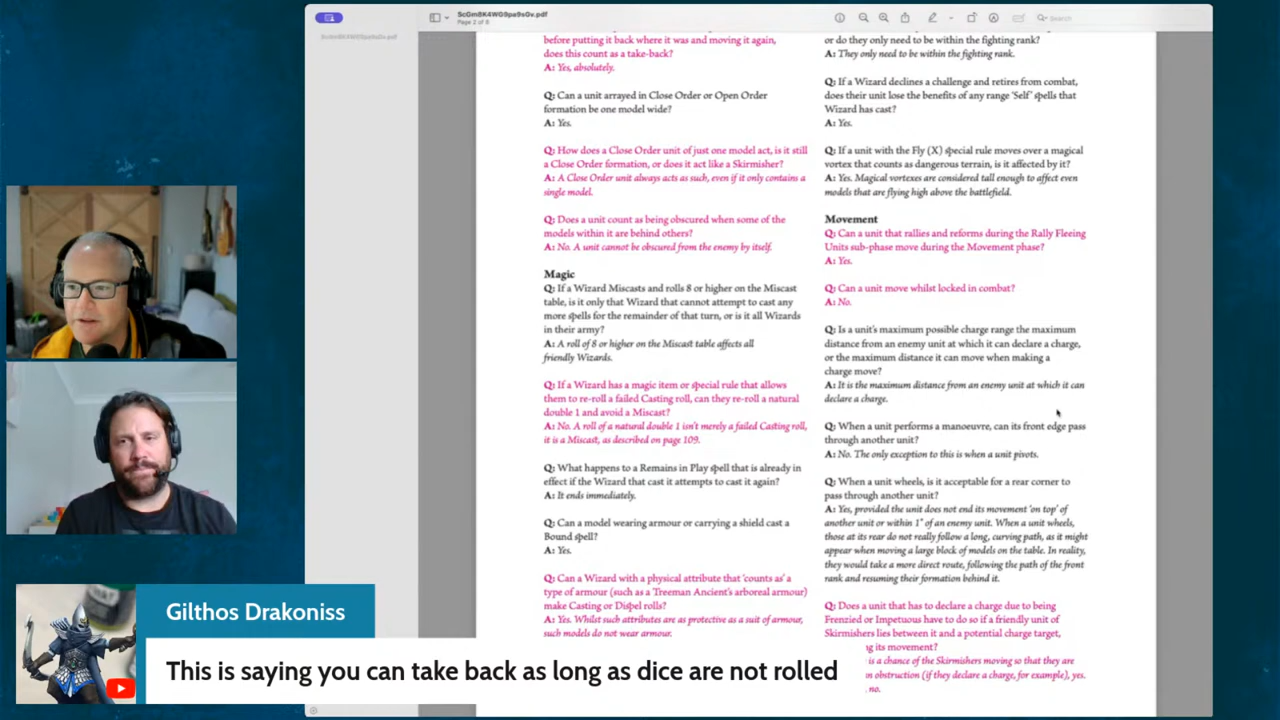 ScGm8K4WG9pa9sGv.pdf
Page 2 of 8
Search
ScGm8K4WG9pa9sGv.pdf
before putting it back where it was and moving it again,
does this count as a take-back?
A: Yes, absolutely.
Q: Can a unit arrayed in Close Order or Open Order
formation be one model wide?
A: Yes.
Q: How does a Close Order unit of just one model act, is it still
a Close Order formation, or does it act like a Skirmisher?
A: A Close Order unit always acts as such, even if it only contains a
single model.
Q: Does a unit count as being obscured when some of the
models within it are behind others?
A: No. A unit cannot be obscured from the enemy by itself.
Magic
Q: If a Wizard Miscasts and rolls 8 or higher on the Miscast
table, is it only that Wizard that cannot attempt to cast any
more spells for the remainder of that turn, or is it all Wizards
in their army?
A: A roll of 8 or higher on the Miscast table affects all
friendly Wizards.
Q: If a Wizard has a magic item or special rule that allows
them to re-roll a failed Casting roll, can they re-roll a natural
double 1 and avoid a Miscast?
A: No. A roll of a natural double 1 isn't merely a failed Casting roll,
it is a Miscast, as described on page 109.
Q: What happens to a Remains in Play spell that is already in
effect if the Wizard that cast it attempts to cast it again?
A: It ends immediately.
Q: Can a model wearing armour or carrying a shield cast a
Bound spell?
A: Yes.
Q: Can a Wizard with a physical attribute that 'counts as' a
type of armour (such as a Treeman Ancient's arboreal armour)
make Casting or Dispel rolls?
A: Yes. Whilst such attributes are as protective as a suit of armour,
such models do not wear armour.
or do they only need to be within the fighting rank?
A: They only need to be within the fighting rank.
Q: If a Wizard declines a challenge and retires from combat,
does their unit lose the benefits of any range 'Self' spells that
Wizard has cast?
A: Yes.
Q: If a unit with the Fly (X) special rule moves over a magical
vortex that counts as dangerous terrain, is it affected by it?
A: Yes. Magical vortexes are considered tall enough to affect even
models that are flying high above the battlefield.
Movement
Q: Can a unit that rallies and reforms during the Rally Fleeing
Units sub-phase move during the Movement phase?
A: Yes.
Q: Can a unit move whilst locked in combat?
A: No.
Q: Is a unit's maximum possible charge range the maximum
distance from an enemy unit at which it can declare a charge,
or the maximum distance it can move when making a
charge move?
A: It is the maximum distance from an enemy unit at which it can
declare a charge.
Q: When a unit performs a manoeuvre, can its front edge pass
through another unit?
A: No. The only exception to this is when a unit pivots.
Q: When a unit wheels, is it acceptable for a rear corner to
pass through another unit?
A: Yes, provided the unit does not end its movement 'on top' of
another unit or within 1" of an enemy unit. When a unit wheels,
those at its rear do not really follow a long, curving path, as it might
appear when moving a large block of models on the table. In reality,
they would take a more direct route, following the path of the front
rank and resuming their formation behind it.
Q: Does a unit that has to declare a charge due to being
Frenzied or Impetuous have to do so if a friendly unit of
Skirmishers lies between it and a potential charge target,
its movement?
is a chance of the Skirmishers moving so that they are
obstruction (if they declare a charge, for example), yes.
no.
Gilthos Drakoniss
This is saying you can take back as long as dice are not rolled